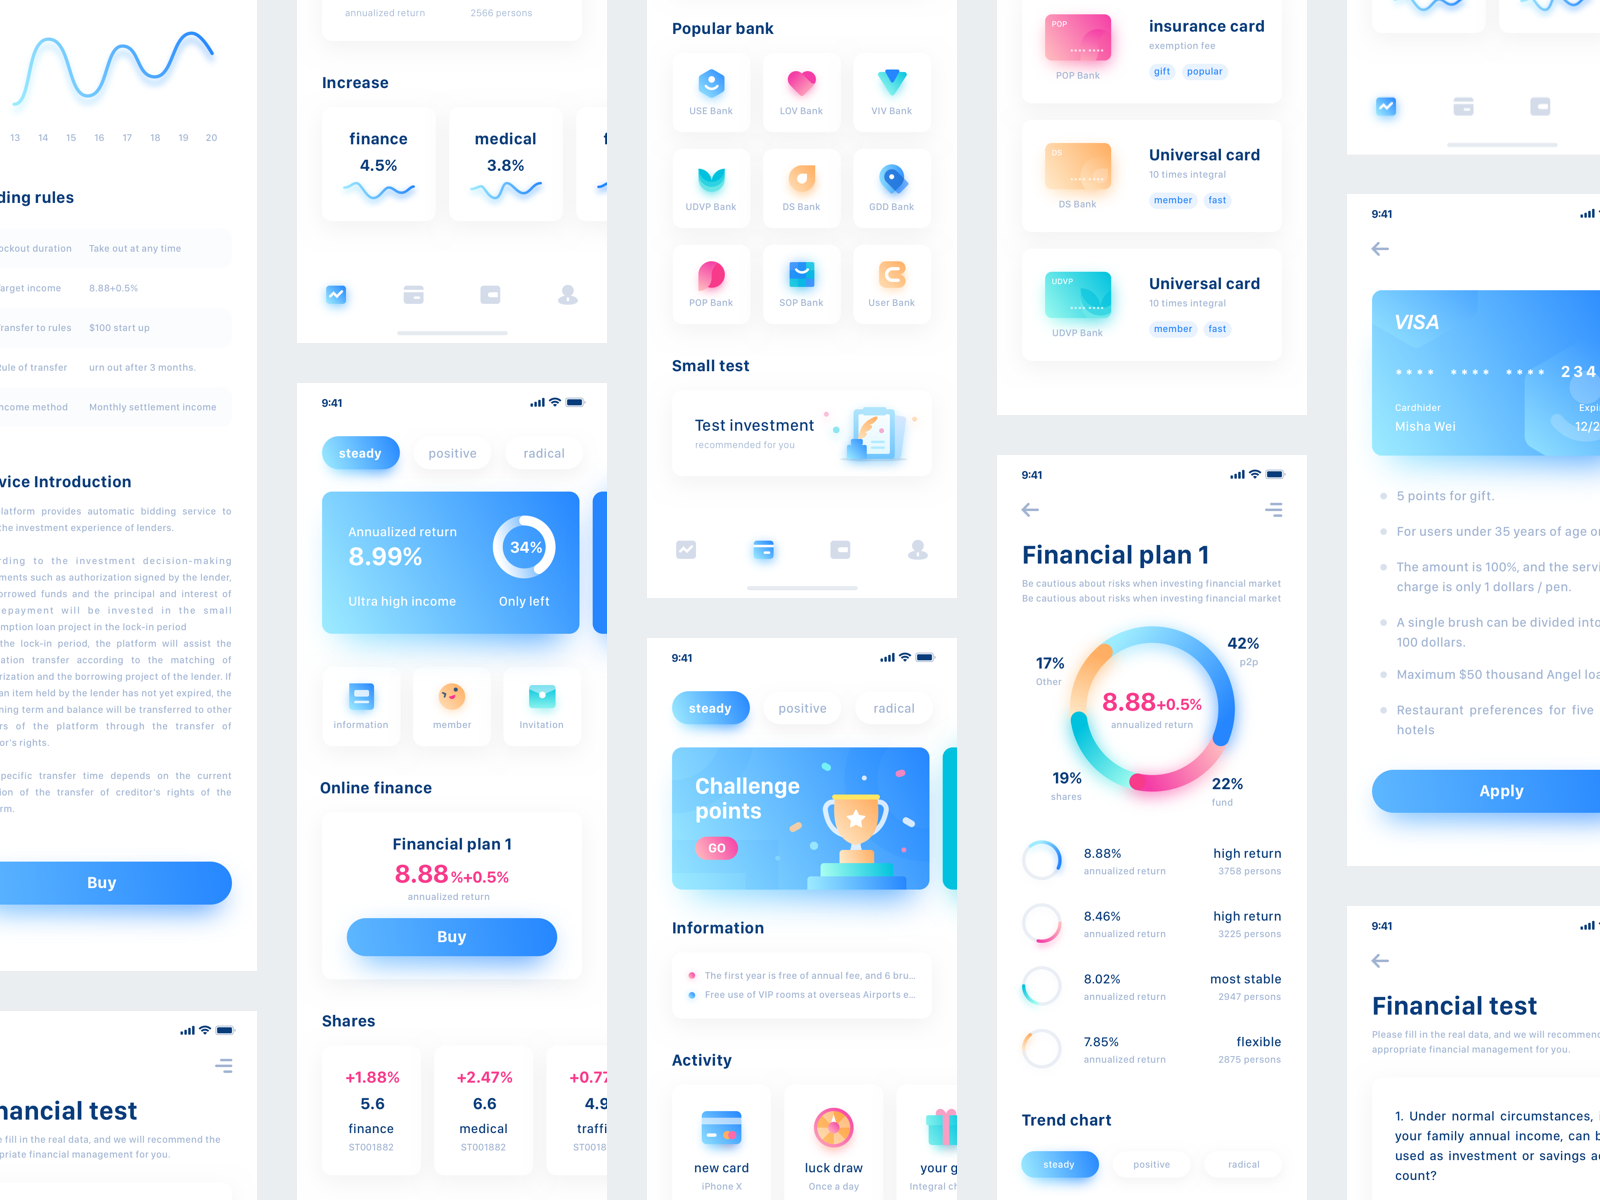 13 14 15 16 17 18 19 20
ding rules
ockout duration Take out at any time
arget income 8.88+0.5%
ransfer to rules $100 start up
Rule of transfer urn out after 3 months.
ncome method Monthly settlement income
vice Introduction
latform provides automatic bidding service to
the investment experience of lenders.
rding to the investment decision-making
ments such as authorization signed by the lender,
orrowed funds and the principal and interest of
epayment will be invested in the small
mption loan project in the lock-in period
the lock-in period, the platform will assist the
ation transfer according to the matching of
rization and the borrowing project of the lender. If
an item held by the lender has not yet expired, the
ning term and balance will be transferred to other
rs of the platform through the transfer of
or's rights.
pecific transfer time depends on the current
ion of the transfer of creditor's rights of the
rm.
Buy
nancial test
e fill in the real data, and we will recommend the
priate financial management for you.
annualized return 2566 persons
Increase
finance
4.5%
medical
3.8%
f
9:41
steady positive radical
Annualized return
8.99%
34%
Ultra high income Only left
information member Invitation
Online finance
Financial plan 1
8.88%+0.5%
annualized return
Buy
Shares
+1.88% +2.47% +0.77
5.6 6.6 4.9
finance medical traffi
ST001882 ST001882 ST0018
Popular bank
USE Bank LOV Bank VIV Bank
UDVP Bank DS Bank GDD Bank
POP Bank SOP Bank User Bank
Small test
Test investment
recommended for you
9:41
steady positive radical
Challenge
points
GO
Information
The first year is free of annual fee, and 6 bru...
Free use of VIP rooms at overseas Airports e...
Activity
new card luck draw your g
iPhone X Once a day Integral ch
POP
POP Bank
insurance card
exemption fee
gift popular
DS
DS Bank
Universal card
10 times integral
member fast
UDVP
UDVP Bank
Universal card
10 times integral
member fast
9:41
Financial plan 1
Be cautious about risks when investing financial market
Be cautious about risks when investing financial market
42%
p2p
17%
Other
8.88+0.5%
annualized return
19%
shares
22%
fund
8.88% high return
annualized return 3758 persons
8.46% high return
annualized return 3225 persons
8.02% most stable
annualized return 2947 persons
7.85% flexible
annualized return 2875 persons
Trend chart
steady positive radical
9:41
VISA
**** **** **** 234
Cardhider Expi
Misha Wei 12/2
5 points for gift.
For users under 35 years of age or
The amount is 100%, and the servi
charge is only 1 dollars / pen.
A single brush can be divided into
100 dollars.
Maximum $50 thousand Angel loa
Restaurant preferences for five
hotels
Apply
9:41
Financial test
Please fill in the real data, and we will recommend
appropriate financial management for you.
1. Under normal circumstances, i
your family annual income, can b
used as investment or savings ac
count?